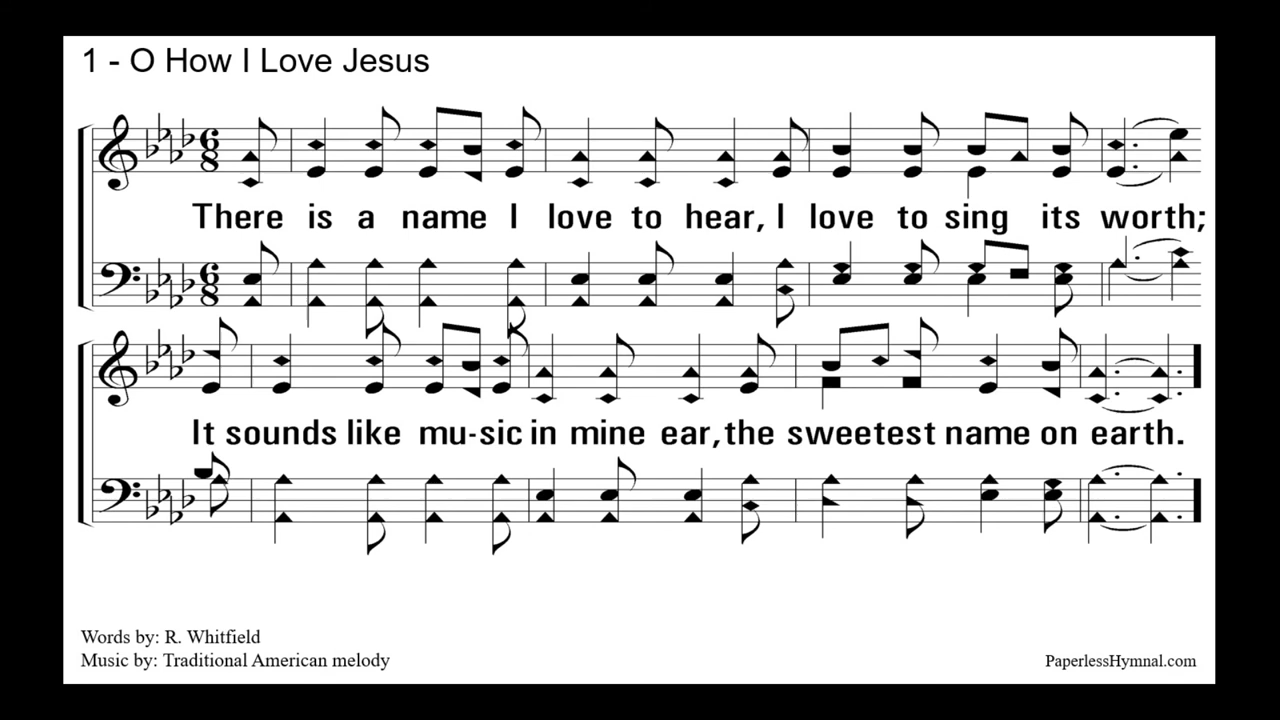 1 - O How I Love Jesus
There is a name I love to hear, I love to sing its worth;
It sounds like mu-sic in mine ear, the sweetest name on earth.
Words by: R. Whitfield
Music by: Traditional American melody
PaperlessHymnal.com